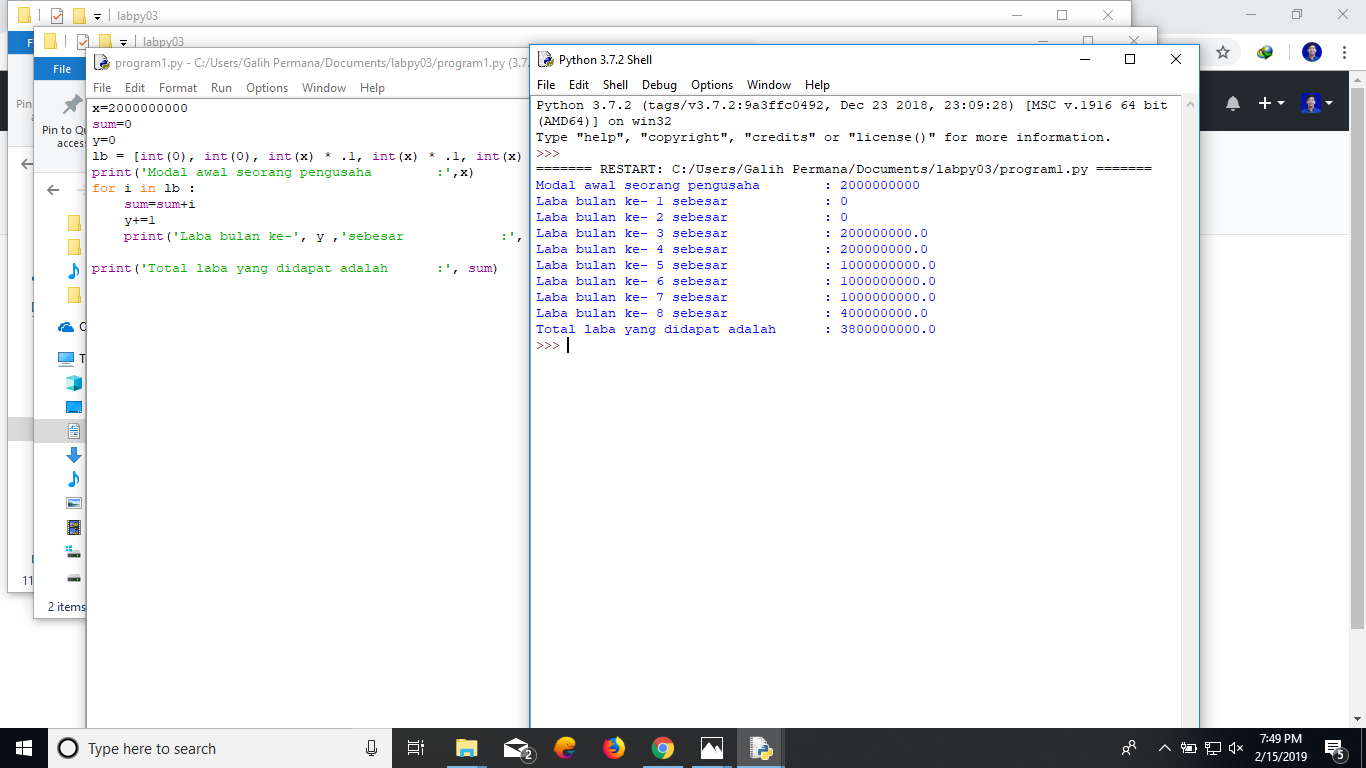 labpy03
labpy03
File
Pin to Qu
access
2 items
11
program1.py - C:/Users/Galih Permana/Documents/labpy03/program1.py (3.7.
File Edit Format Run Options Window Help
x=2000000000
sum=0
y=0
lb = [int(0), int(0), int(x) * .1, int(x) * .1, int(x)
print('Modal awal seorang pengusaha        :',x)
for i in lb :
    sum=sum+i
    y+=1
    print('Laba bulan ke-', y ,'sebesar            :',
print('Total laba yang didapat adalah      :', sum)
Python 3.7.2 Shell
File Edit Shell Debug Options Window Help
Python 3.7.2 (tags/v3.7.2:9a3ffc0492, Dec 23 2018, 23:09:28) [MSC v.1916 64 bit
(AMD64)] on win32
Type "help", "copyright", "credits" or "license()" for more information.
>>>
======= RESTART: C:/Users/Galih Permana/Documents/labpy03/program1.py =======
Modal awal seorang pengusaha        : 2000000000
Laba bulan ke- 1 sebesar            : 0
Laba bulan ke- 2 sebesar            : 0
Laba bulan ke- 3 sebesar            : 200000000.0
Laba bulan ke- 4 sebesar            : 200000000.0
Laba bulan ke- 5 sebesar            : 1000000000.0
Laba bulan ke- 6 sebesar            : 1000000000.0
Laba bulan ke- 7 sebesar            : 1000000000.0
Laba bulan ke- 8 sebesar            : 400000000.0
Total laba yang didapat adalah      : 3800000000.0
>>>
Type here to search
2
7:49 PM
2/15/2019
5